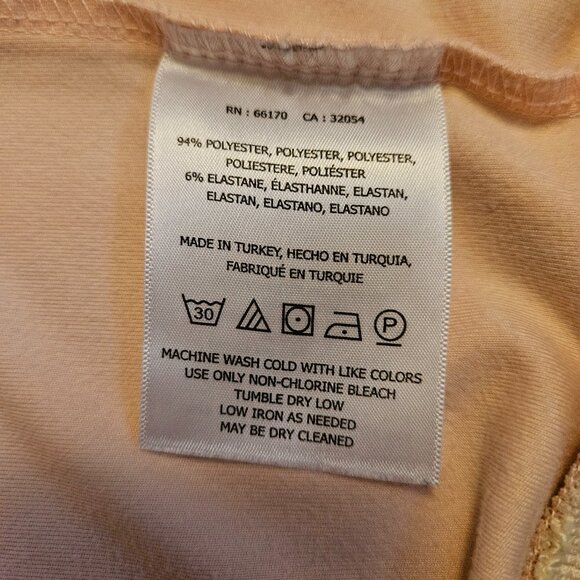 RN : 66170 CA : 32054
94% POLYESTER, POLYESTER, POLYESTER,
POLIESTERE, POLIÉSTER
6% ELASTANE, ÉLASTHANNE, ELASTAN,
ELASTAN, ELASTANO, ELASTANO
MADE IN TURKEY, HECHO EN TURQUIA,
FABRIQUÉ EN TURQUIE
30
P
MACHINE WASH COLD WITH LIKE COLORS
USE ONLY NON-CHLORINE BLEACH
TUMBLE DRY LOW
LOW IRON AS NEEDED
MAY BE DRY CLEANED